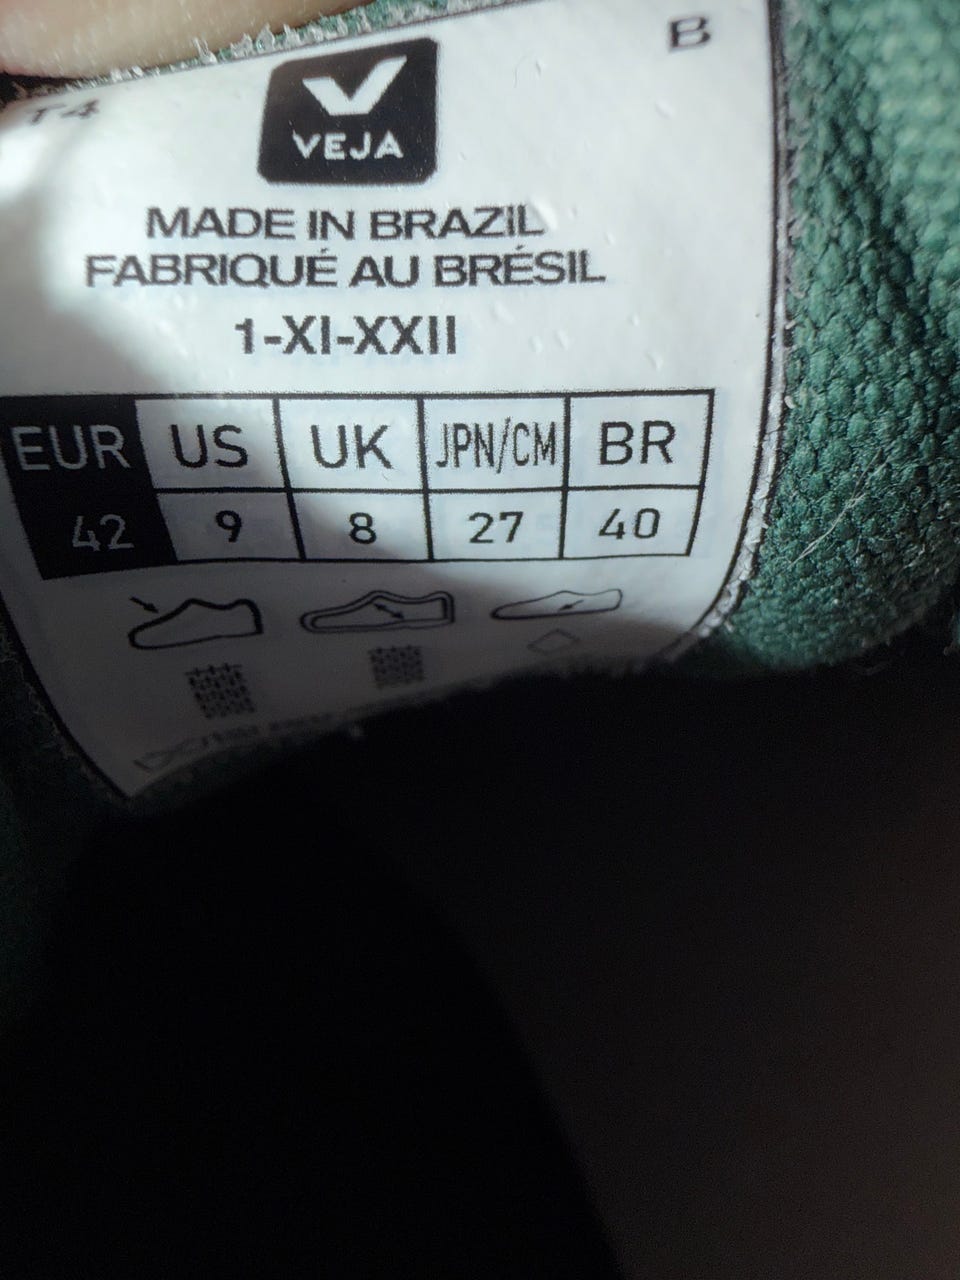 B
T4
VEJA
MADE IN BRAZIL
FABRIQUÉ AU BRÉSIL
1-XI-XXII
EUR US UK JPN/CM BR
42 9 8 27 40